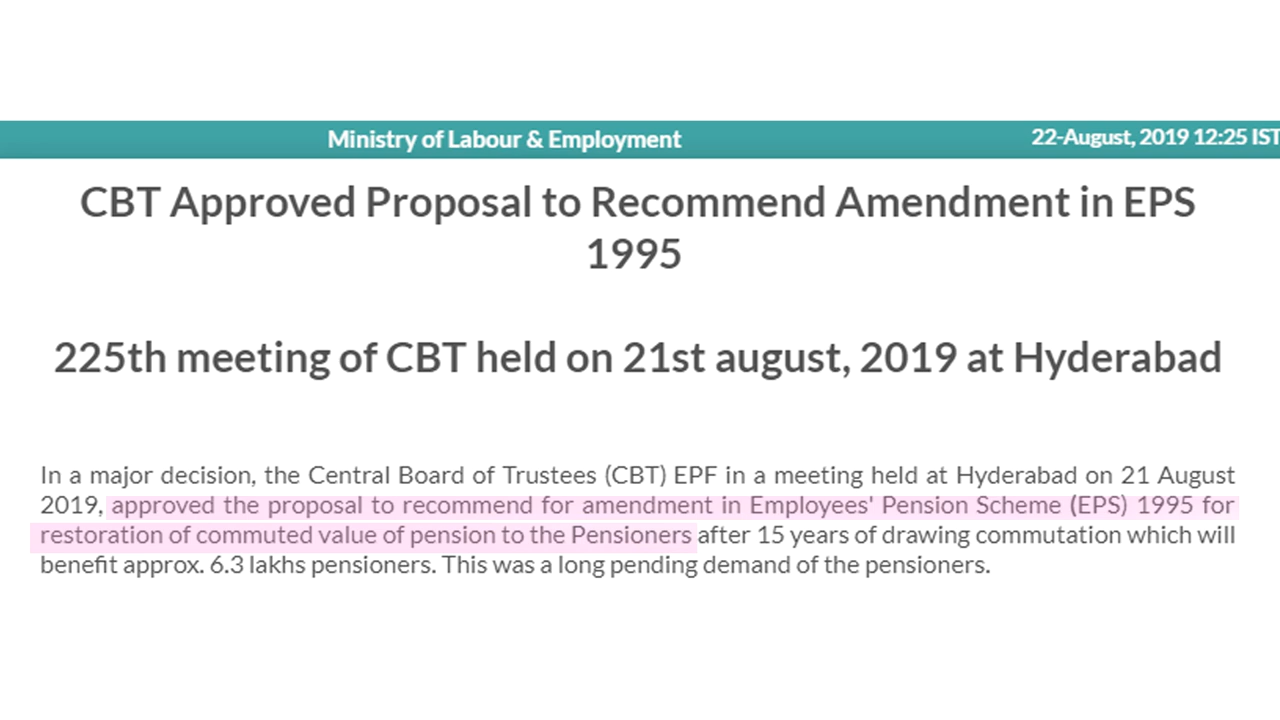 Ministry of Labour & Employment
22-August, 2019 12:25 IST
CBT Approved Proposal to Recommend Amendment in EPS
1995
225th meeting of CBT held on 21st august, 2019 at Hyderabad
In a major decision, the Central Board of Trustees (CBT) EPF in a meeting held at Hyderabad on 21 August
2019, approved the proposal to recommend for amendment in Employees' Pension Scheme (EPS) 1995 for
restoration of commuted value of pension to the Pensioners after 15 years of drawing commutation which will
benefit approx. 6.3 lakhs pensioners. This was a long pending demand of the pensioners.